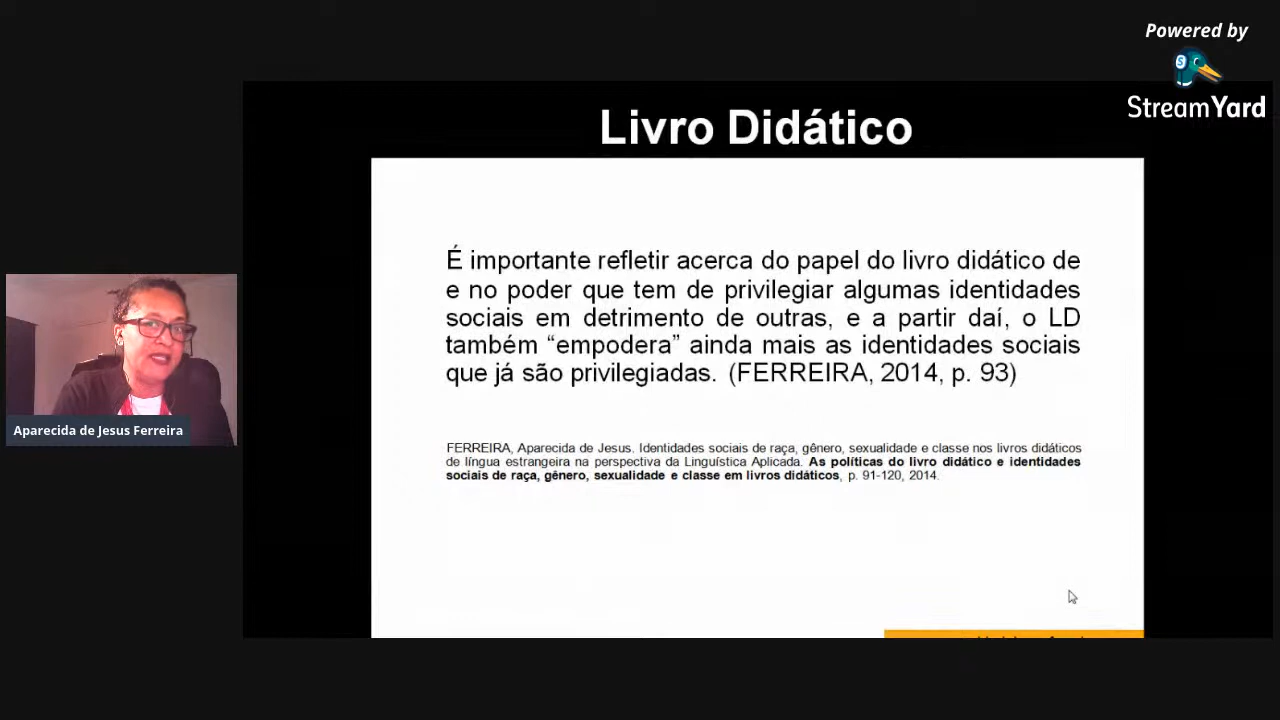 Powered by
StreamYard
Livro Didático
É importante refletir acerca do papel do livro didático de
e no poder que tem de privilegiar algumas identidades
sociais em detrimento de outras, e a partir daí, o LD
também “empodera” ainda mais as identidades sociais
que já são privilegiadas. (FERREIRA, 2014, p. 93)
Aparecida de Jesus Ferreira
FERREIRA, Aparecida de Jesus. Identidades sociais de raça, gênero, sexualidade e classe nos livros didáticos
de língua estrangeira na perspectiva da Linguística Aplicada. As políticas do livro didático e identidades
sociais de raça, gênero, sexualidade e classe em livros didáticos, p. 91-120, 2014.